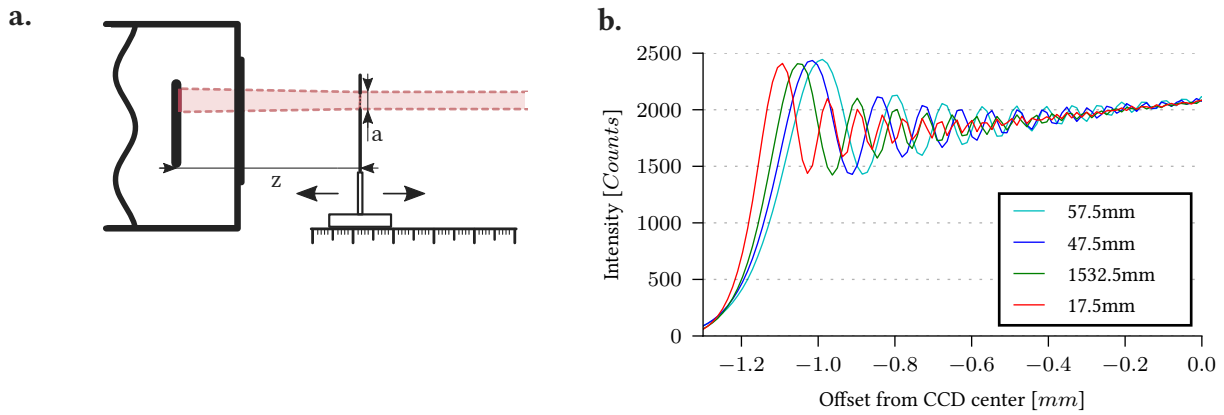 a.
a
z
b.
2500
2000
1500
1000
500
0
Intensity [Counts]
57.5mm
47.5mm
1532.5mm
17.5mm
−1.2 −1.0 −0.8 −0.6 −0.4 −0.2 0.0
Offset from CCD center [mm]